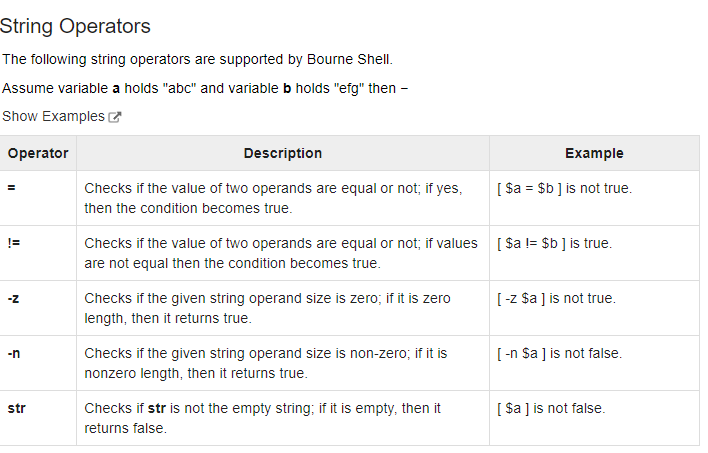 String Operators
The following string operators are supported by Bourne Shell.
Assume variable a holds "abc" and variable b holds "efg" then −
Show Examples
Operator Description Example
= Checks if the value of two operands are equal or not; if yes, [ $a = $b ] is not true.
then the condition becomes true.
!= Checks if the value of two operands are equal or not; if values [ $a != $b ] is true.
are not equal then the condition becomes true.
-z Checks if the given string operand size is zero; if it is zero [ -z $a ] is not true.
length, then it returns true.
-n Checks if the given string operand size is non-zero; if it is [ -n $a ] is not false.
nonzero length, then it returns true.
str Checks if str is not the empty string; if it is empty, then it [ $a ] is not false.
returns false.